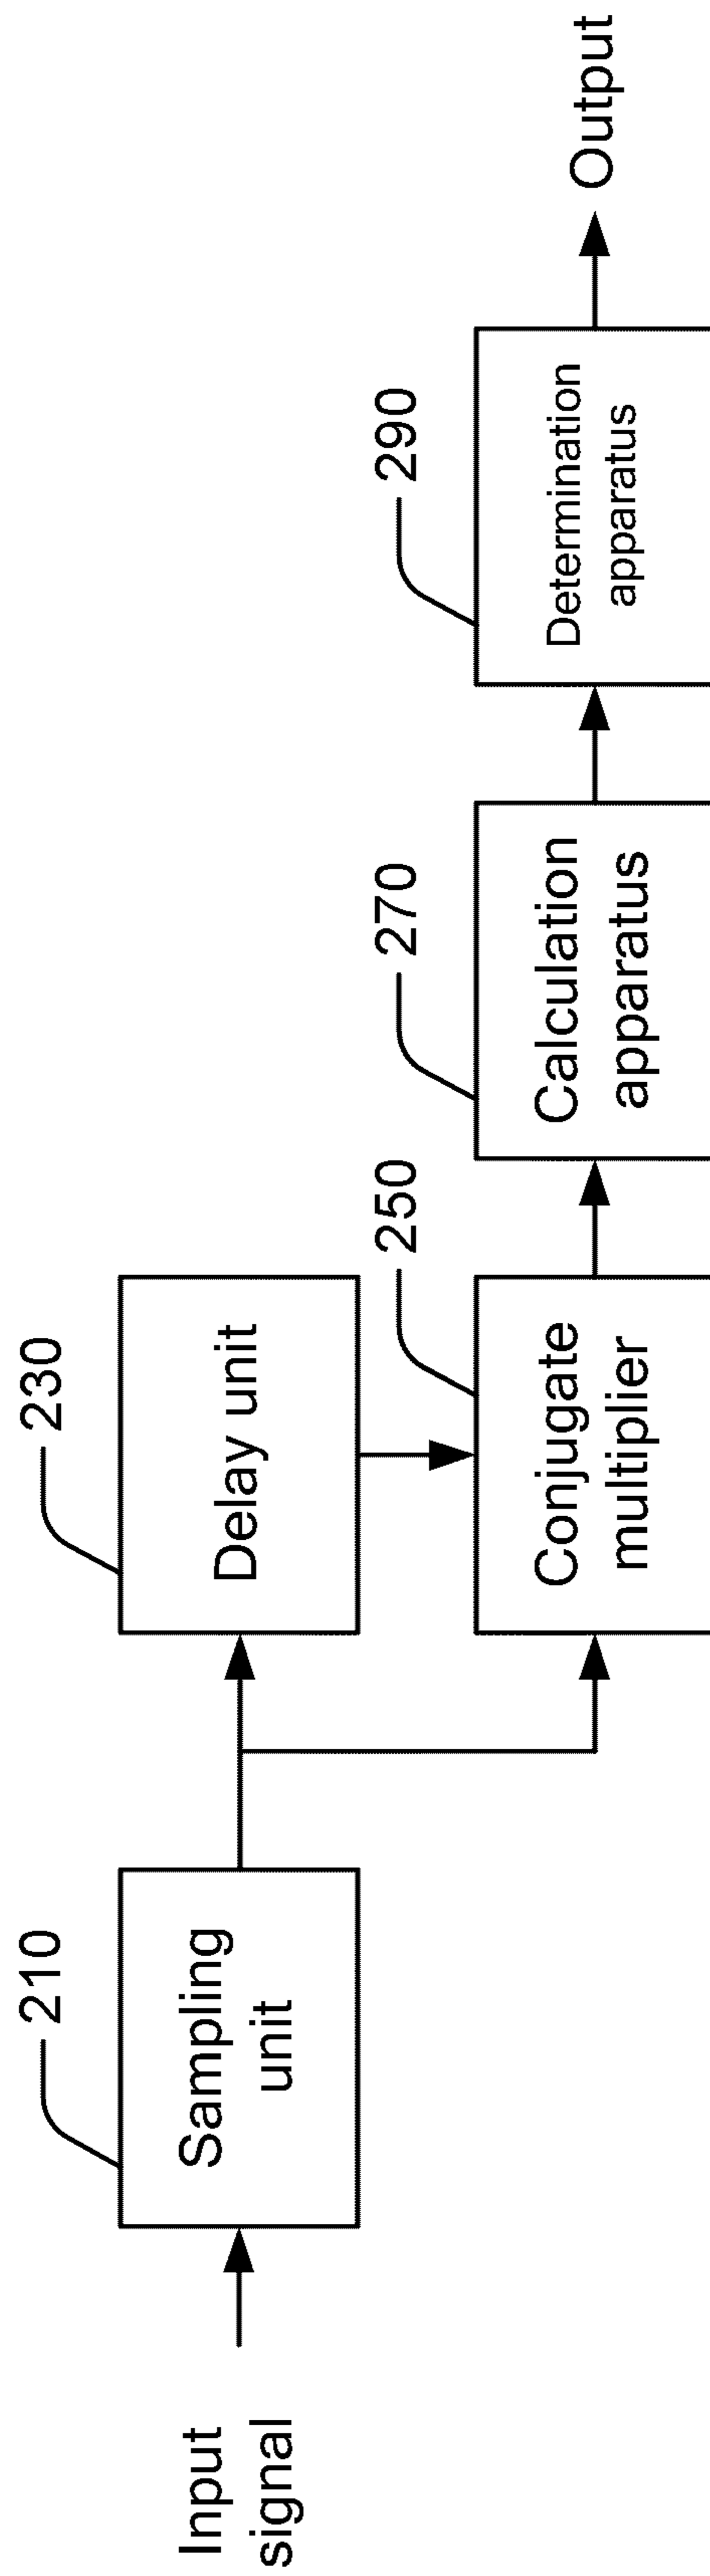 Input
signal
210
Sampling
unit
230
Delay unit
250
Conjugate
multiplier
270
Calculation
apparatus
290
Determination
apparatus
Output